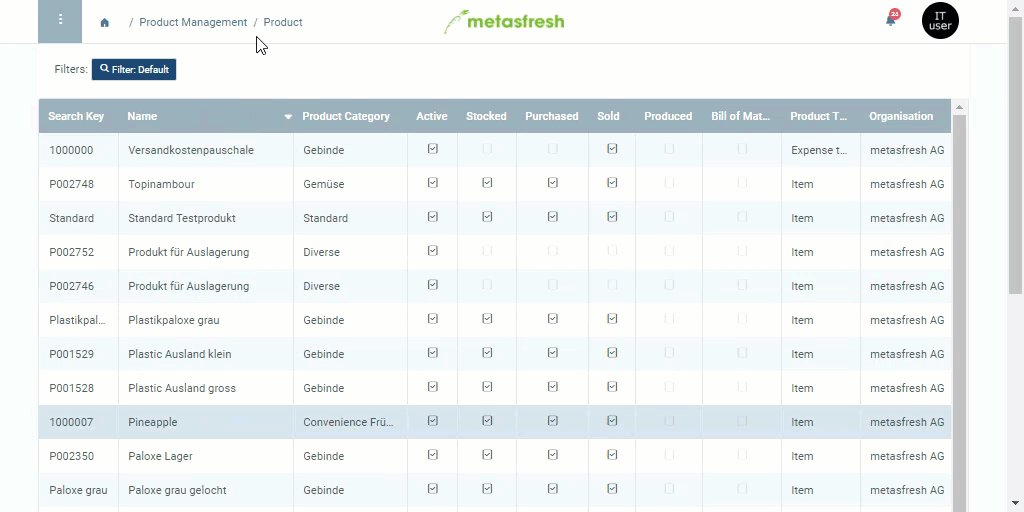 / Product Management / Product
metasfresh
24
IT user
Filters: Filter: Default
Search Key Name Product Category Active Stocked Purchased Sold Produced Bill of Mat... Product T... Organisation
1000000 Versandkostenpauschale Gebinde Expense t... metasfresh AG
P002748 Topinambour Gemüse Item metasfresh AG
Standard Standard Testprodukt Standard Item metasfresh AG
P002752 Produkt für Auslagerung Diverse Item metasfresh AG
P002746 Produkt für Auslagerung Diverse Item metasfresh AG
Plastikpal... Plastikpaloxe grau Gebinde Item metasfresh AG
P001529 Plastic Ausland klein Gebinde Item metasfresh AG
P001528 Plastic Ausland gross Gebinde Item metasfresh AG
1000007 Pineapple Convenience Frü... Item metasfresh AG
P002350 Paloxe Lager Gebinde Item metasfresh AG
Paloxe grau Paloxe grau gelocht Gebinde Item metasfresh AG